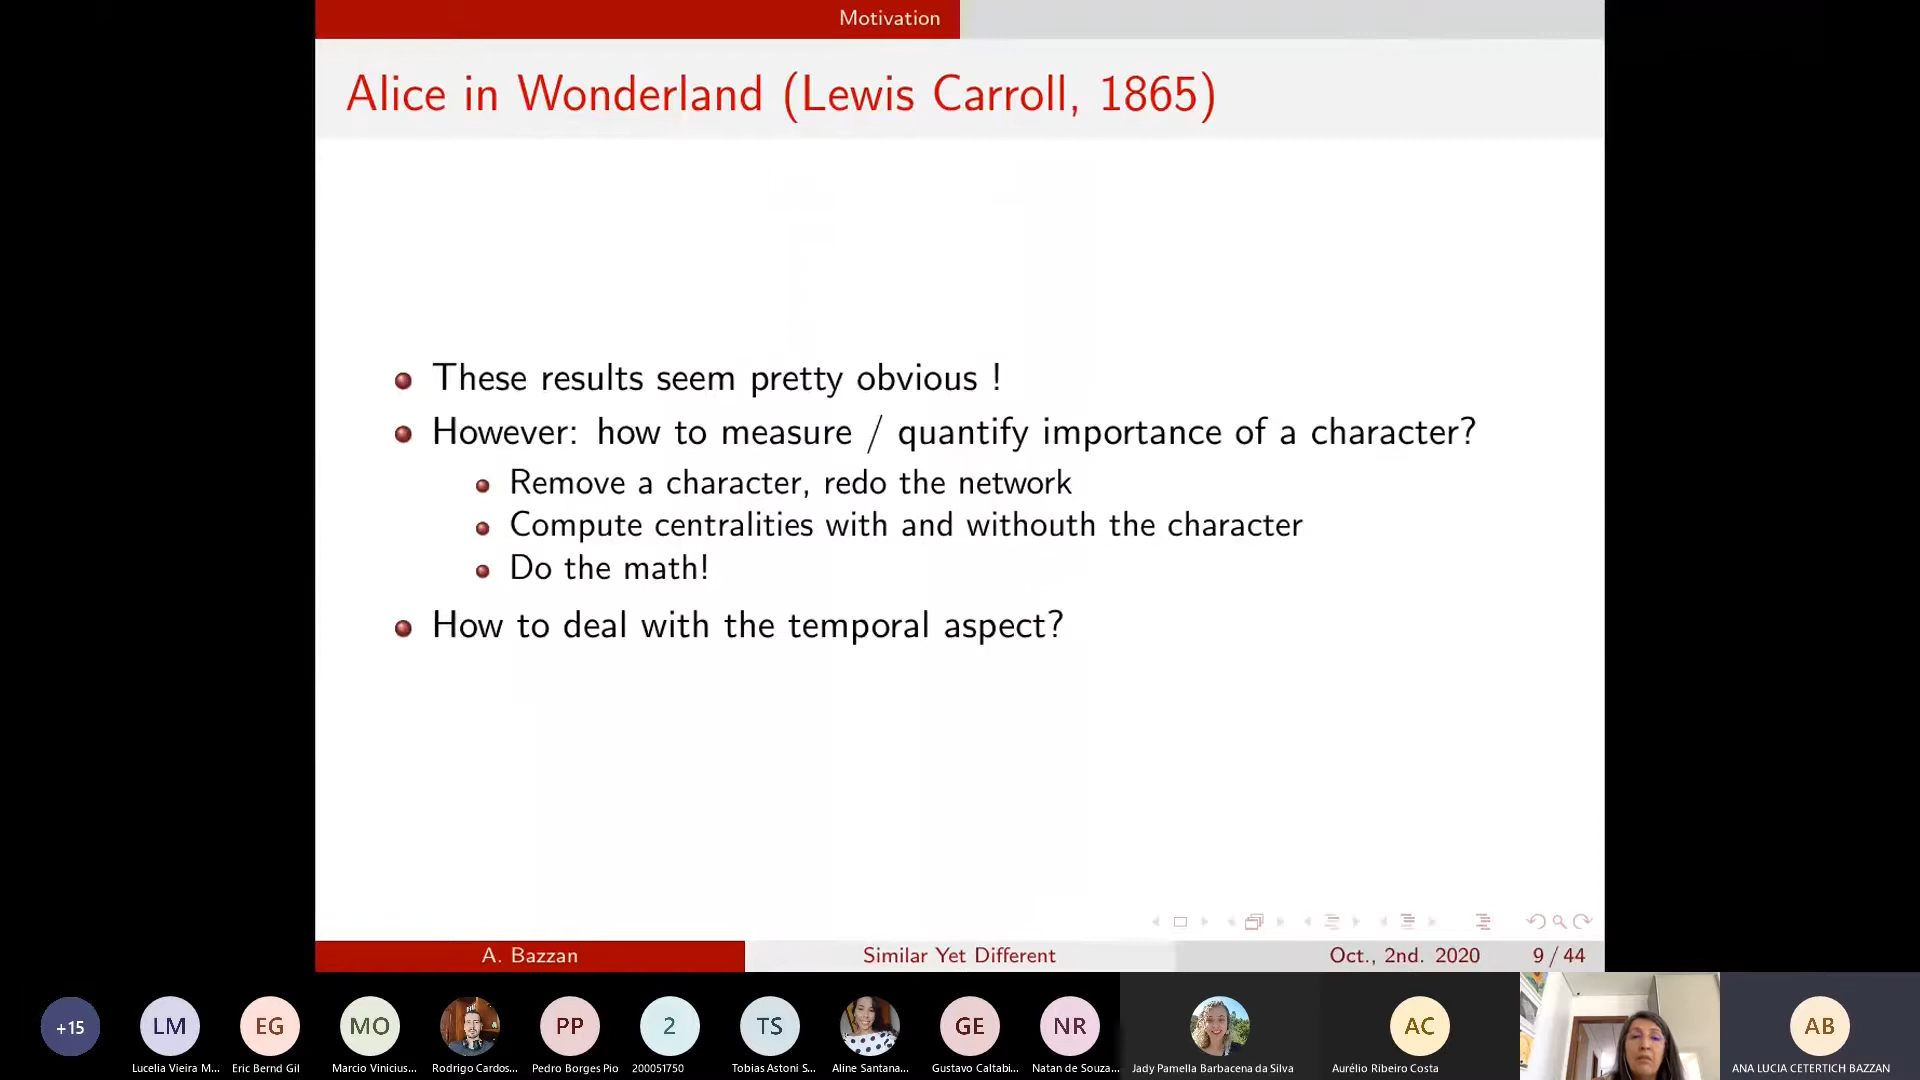 Motivation
Alice in Wonderland (Lewis Carroll, 1865)
These results seem pretty obvious !
However: how to measure / quantify importance of a character?
Remove a character, redo the network
Compute centralities with and withouth the character
Do the math!
How to deal with the temporal aspect?
A. Bazzan Similar Yet Different Oct., 2nd. 2020 9 / 44
+15 LM EG MO PP 2 TS GE NR AC AB
Lucelia Vieira M... Eric Bernd Gil Marcio Vinicius... Rodrigo Cardos... Pedro Borges Pio 200051750 Tobias Astoni S... Aline Santana... Gustavo Caltabi... Natan de Souza... Jady Pamella Barbacena da Silva Aurélio Ribeiro Costa ANA LUCIA CETERTICH BAZZAN